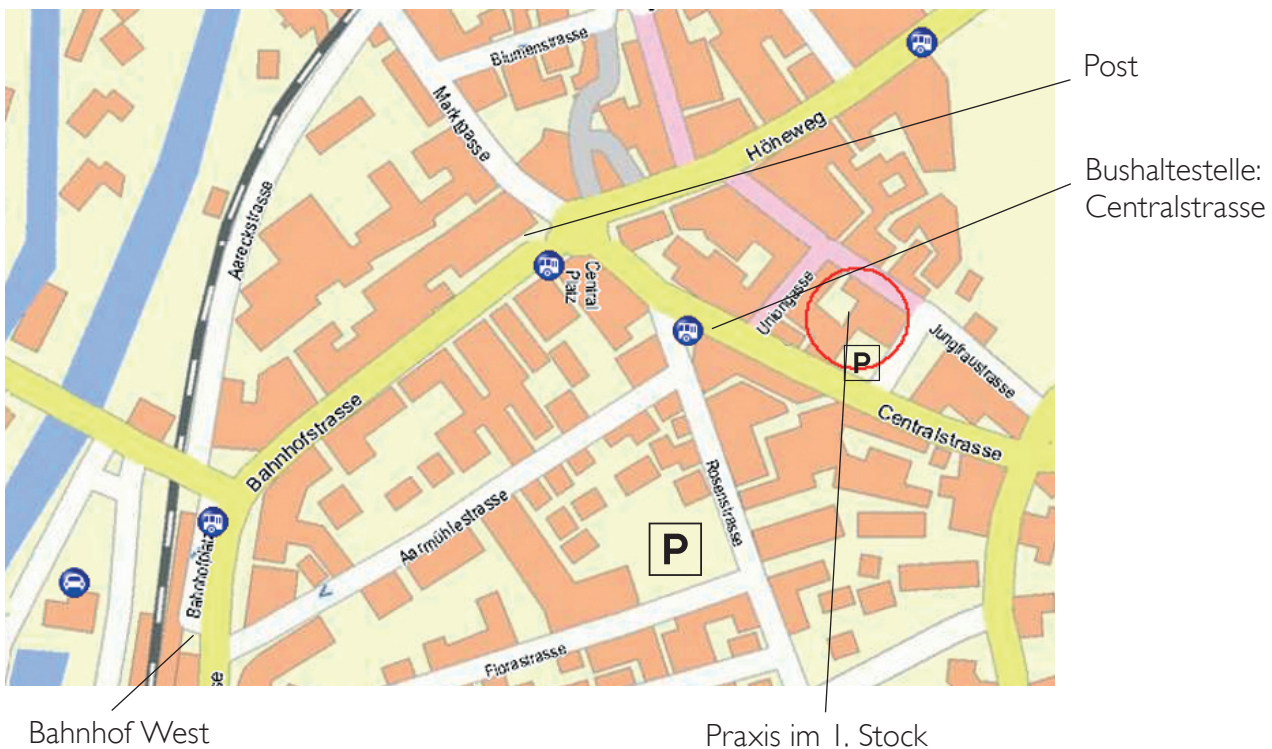 Blumenstrasse
Marktgasse
Höheweg
Post
Bushaltestelle:
Centralstrasse
Aareckstrasse
Central
Platz
Uniongasse
Jungfraustrasse
P
Centralstrasse
Bahnhofstrasse
Rosenstrasse
Aarmühlestrasse
P
Bahnhofplatz
Florastrasse
sse
Bahnhof West
Praxis im 1. Stock